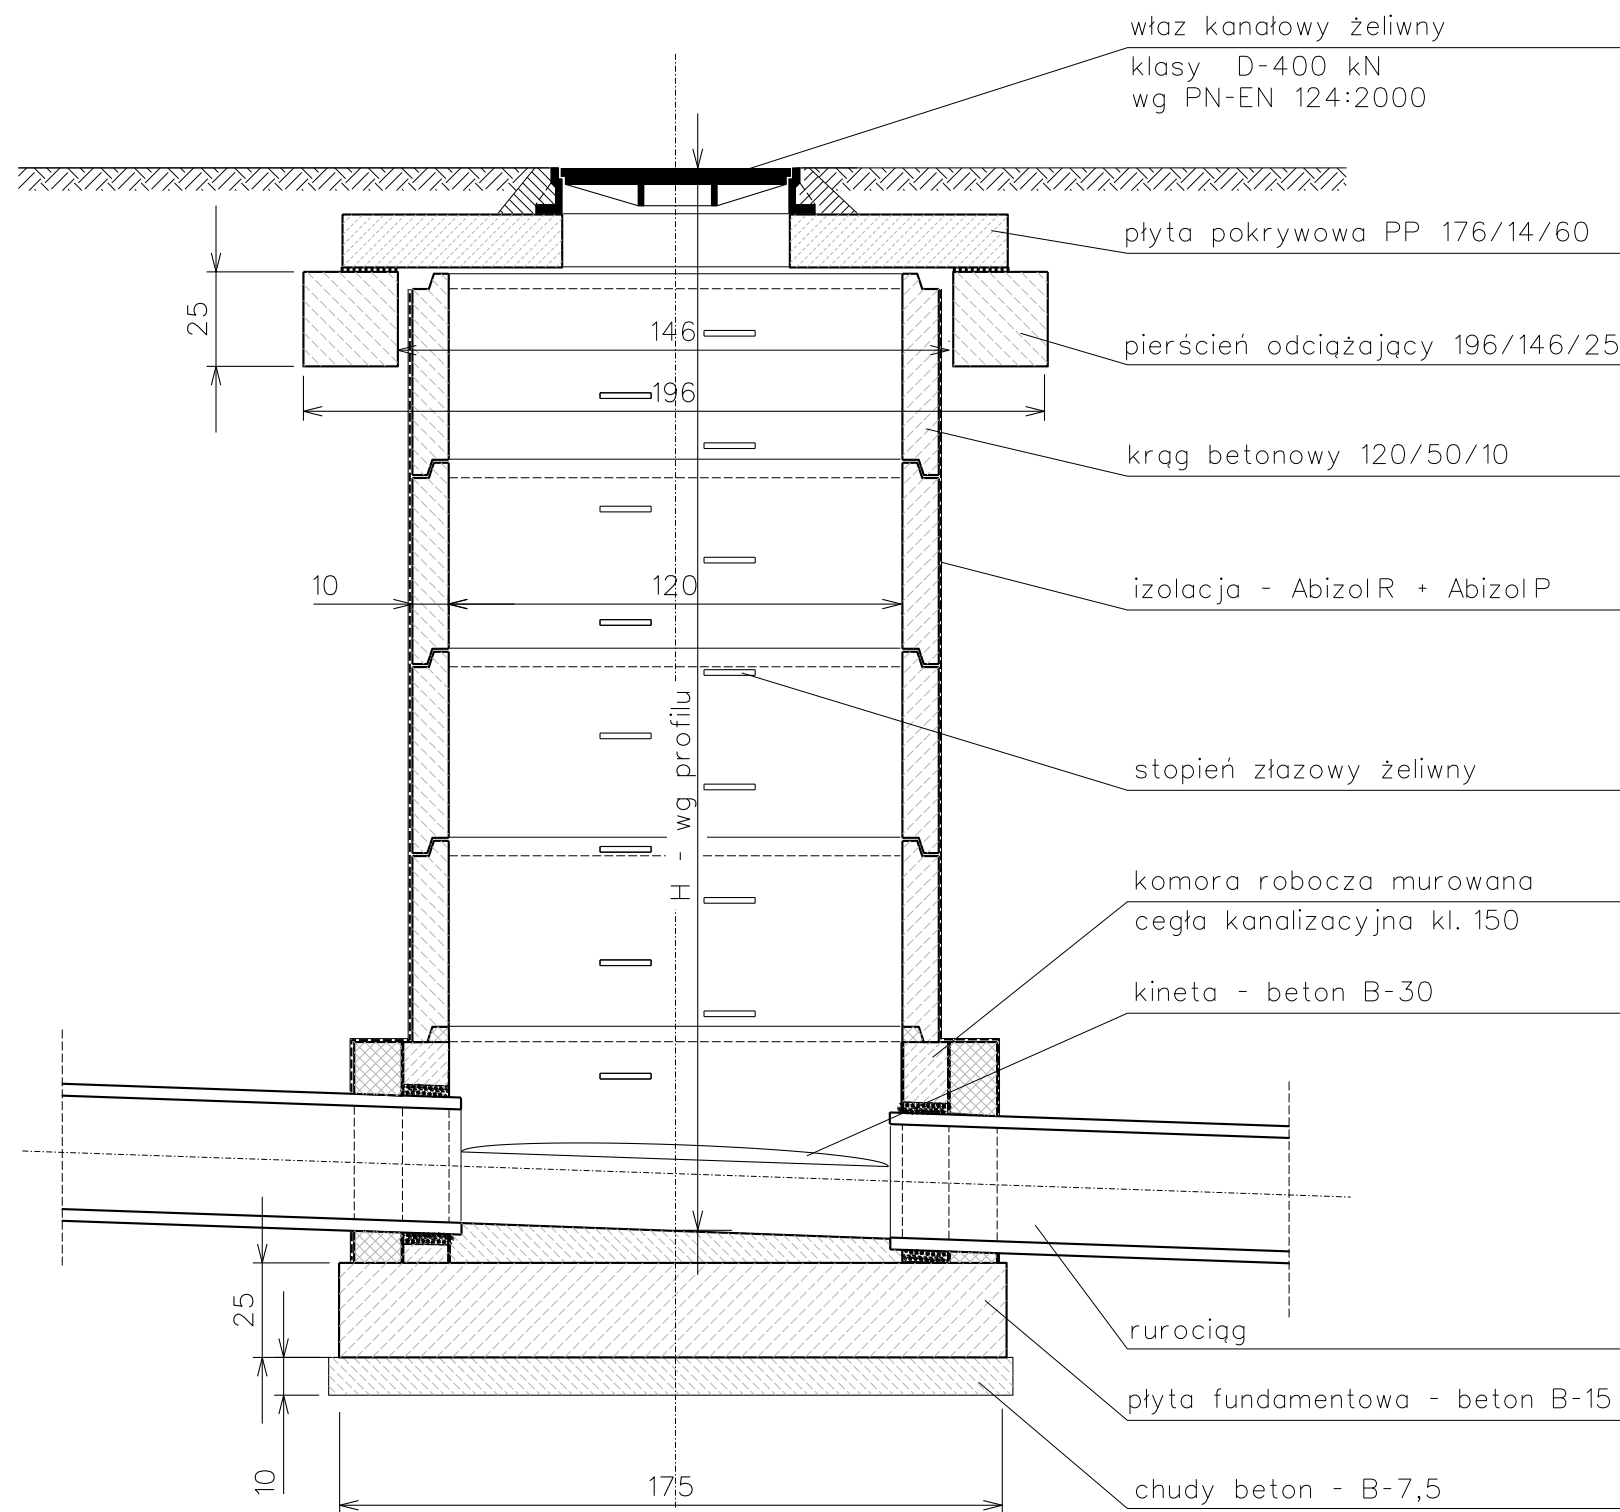 właz kanałowy żeliwny
klasy D-400 kN
wg PN-EN 124:2000
płyta pokrywowa PP 176/14/60
25
146
pierścień odciążający 196/146/25
196
krąg betonowy 120/50/10
10
120
izolacja - Abizol R + Abizol P
H - wg profilu
stopień złazowy żeliwny
komora robocza murowana
cegła kanalizacyjna kl. 150
kineta - beton B-30
25
rurociąg
płyta fundamentowa - beton B-15
10
175
chudy beton - B-7,5